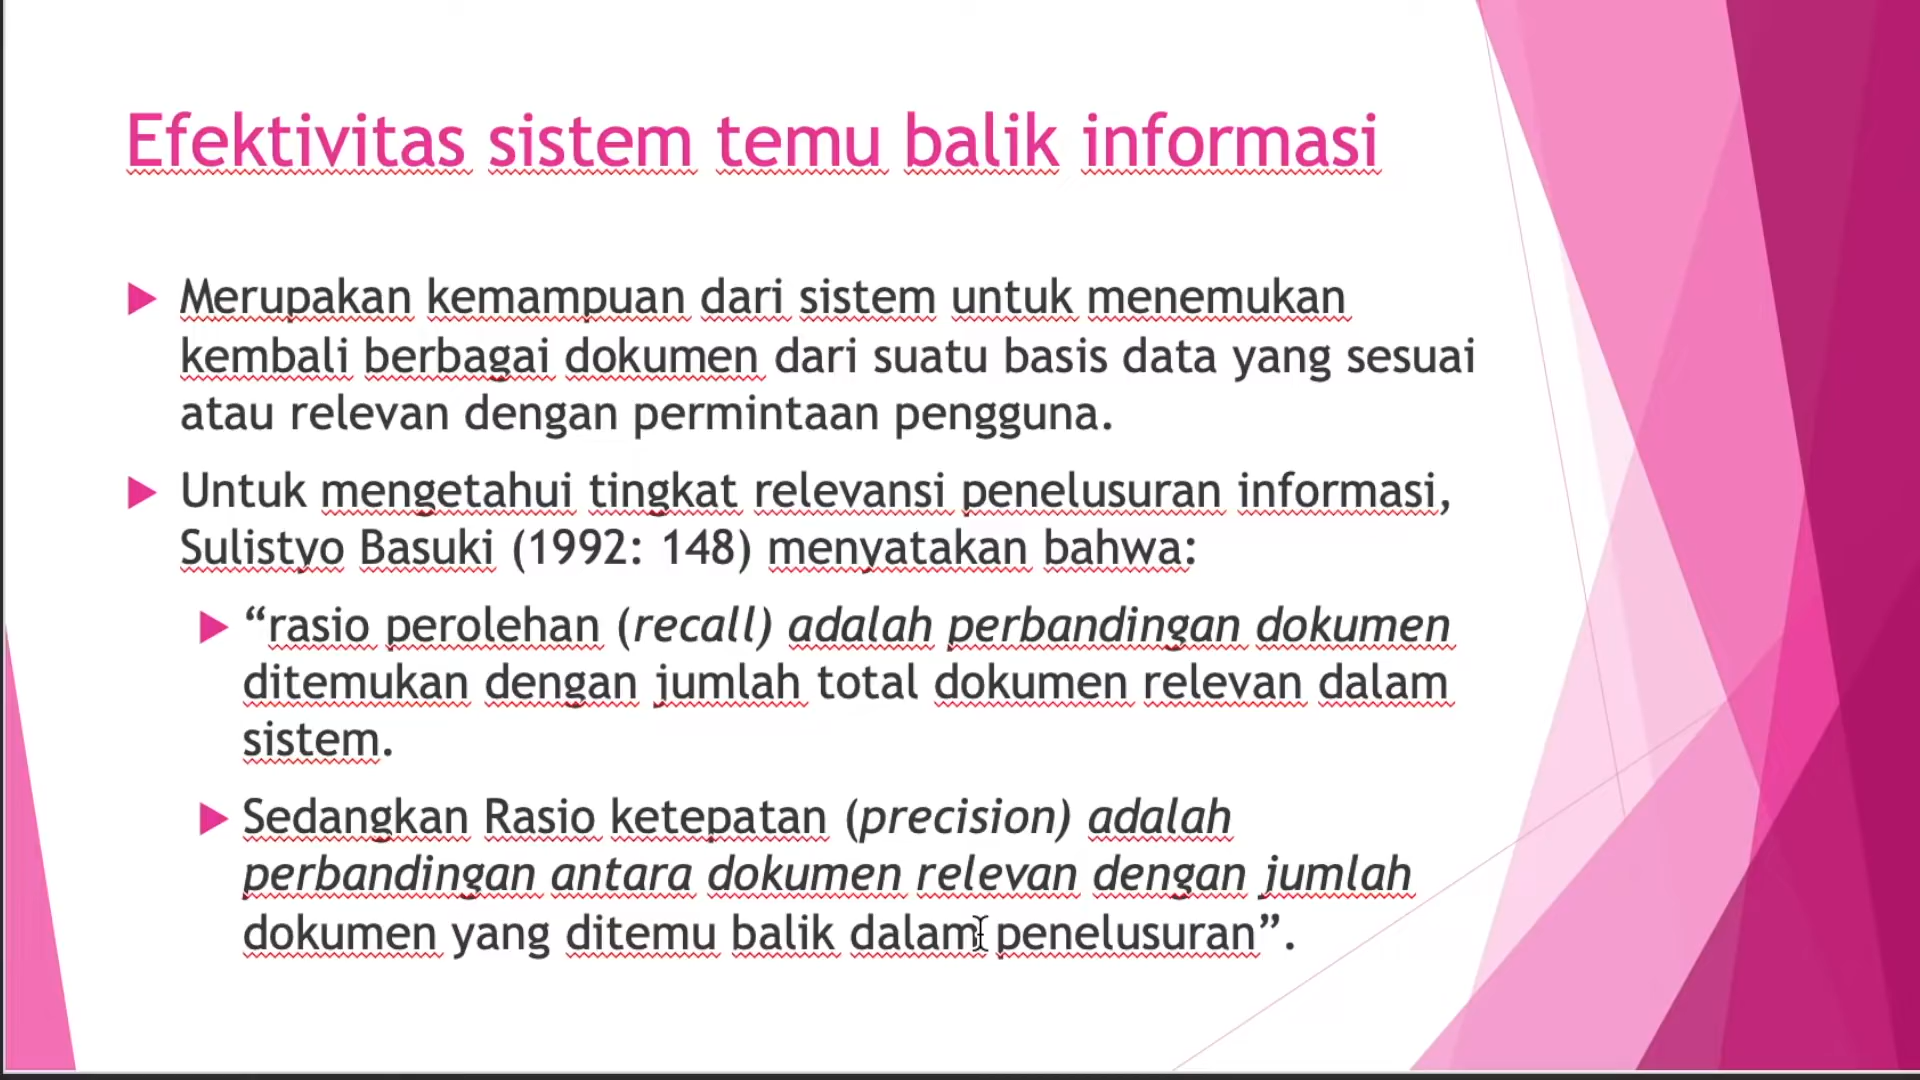 Efektivitas sistem temu balik informasi
Merupakan kemampuan dari sistem untuk menemukan
kembali berbagai dokumen dari suatu basis data yang sesuai
atau relevan dengan permintaan pengguna.
Untuk mengetahui tingkat relevansi penelusuran informasi,
Sulistyo Basuki (1992: 148) menyatakan bahwa:
“rasio perolehan (recall) adalah perbandingan dokumen
ditemukan dengan jumlah total dokumen relevan dalam
sistem.
Sedangkan Rasio ketepatan (precision) adalah
perbandingan antara dokumen relevan dengan jumlah
dokumen yang ditemu balik dalam penelusuran”.